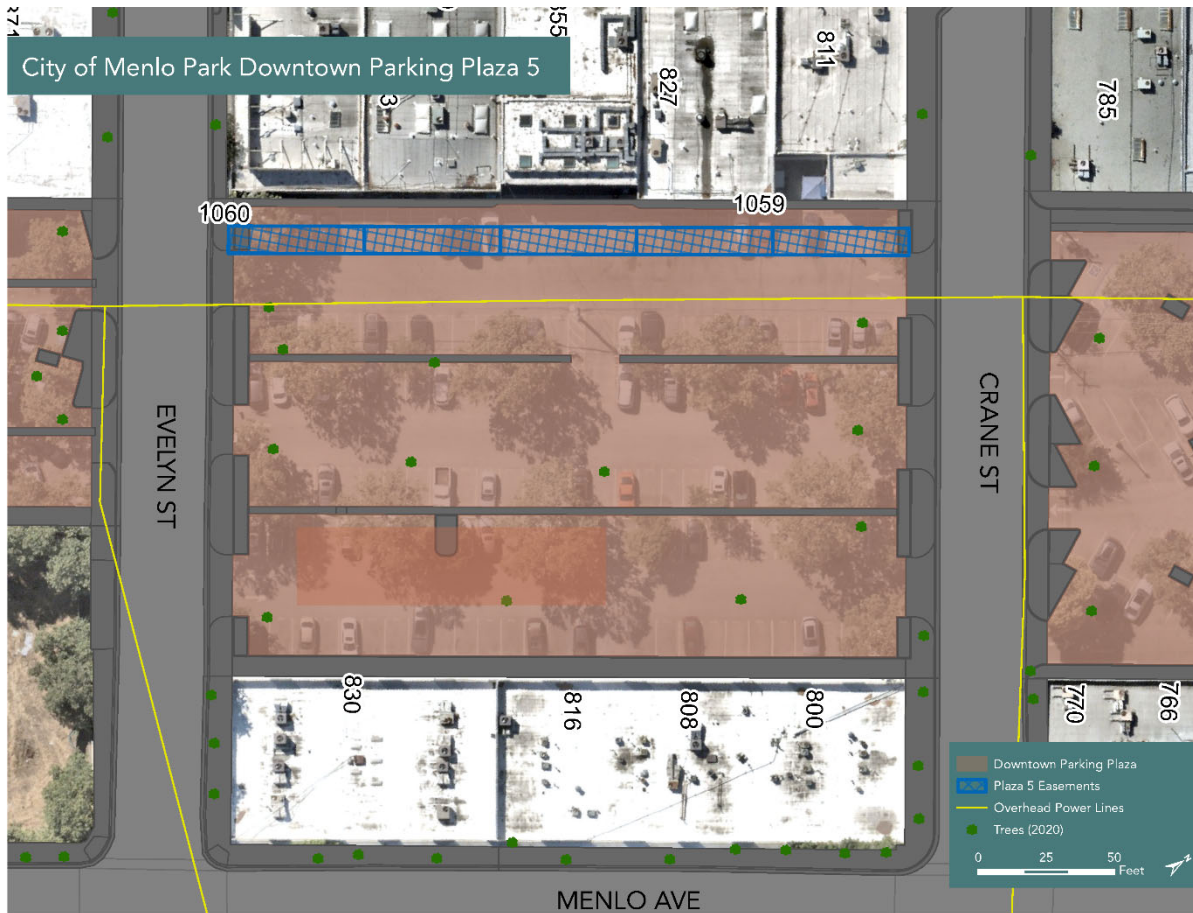 City of Menlo Park Downtown Parking Plaza 5
855
827
811
785
1060
1059
EVELYN ST
CRANE ST
830
816
808
800
770
766
MENLO AVE
Downtown Parking Plaza
Plaza 5 Easements
Overhead Power Lines
Trees (2020)
0 25 50
Feet